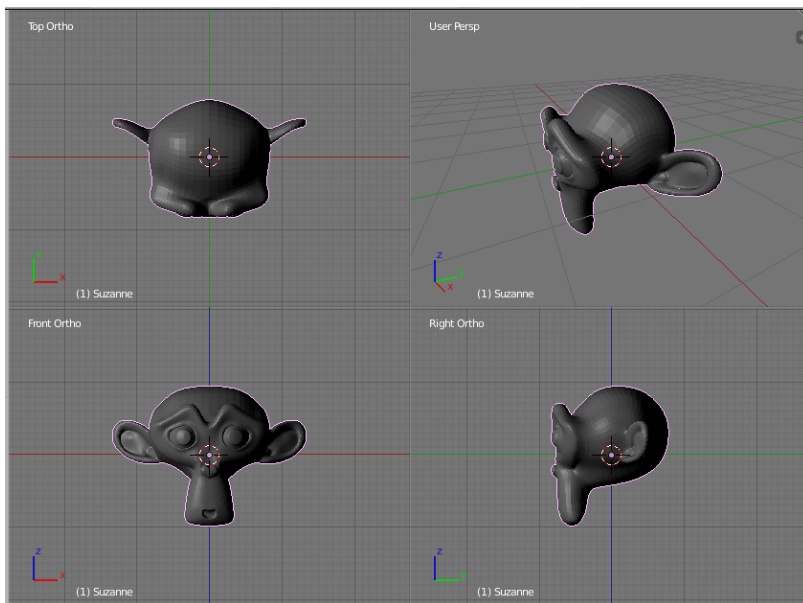 Top Ortho
User Persp
y
x
(1) Suzanne
z
y
x
(1) Suzanne
Front Ortho
Right Ortho
z
x
(1) Suzanne
z
y
(1) Suzanne